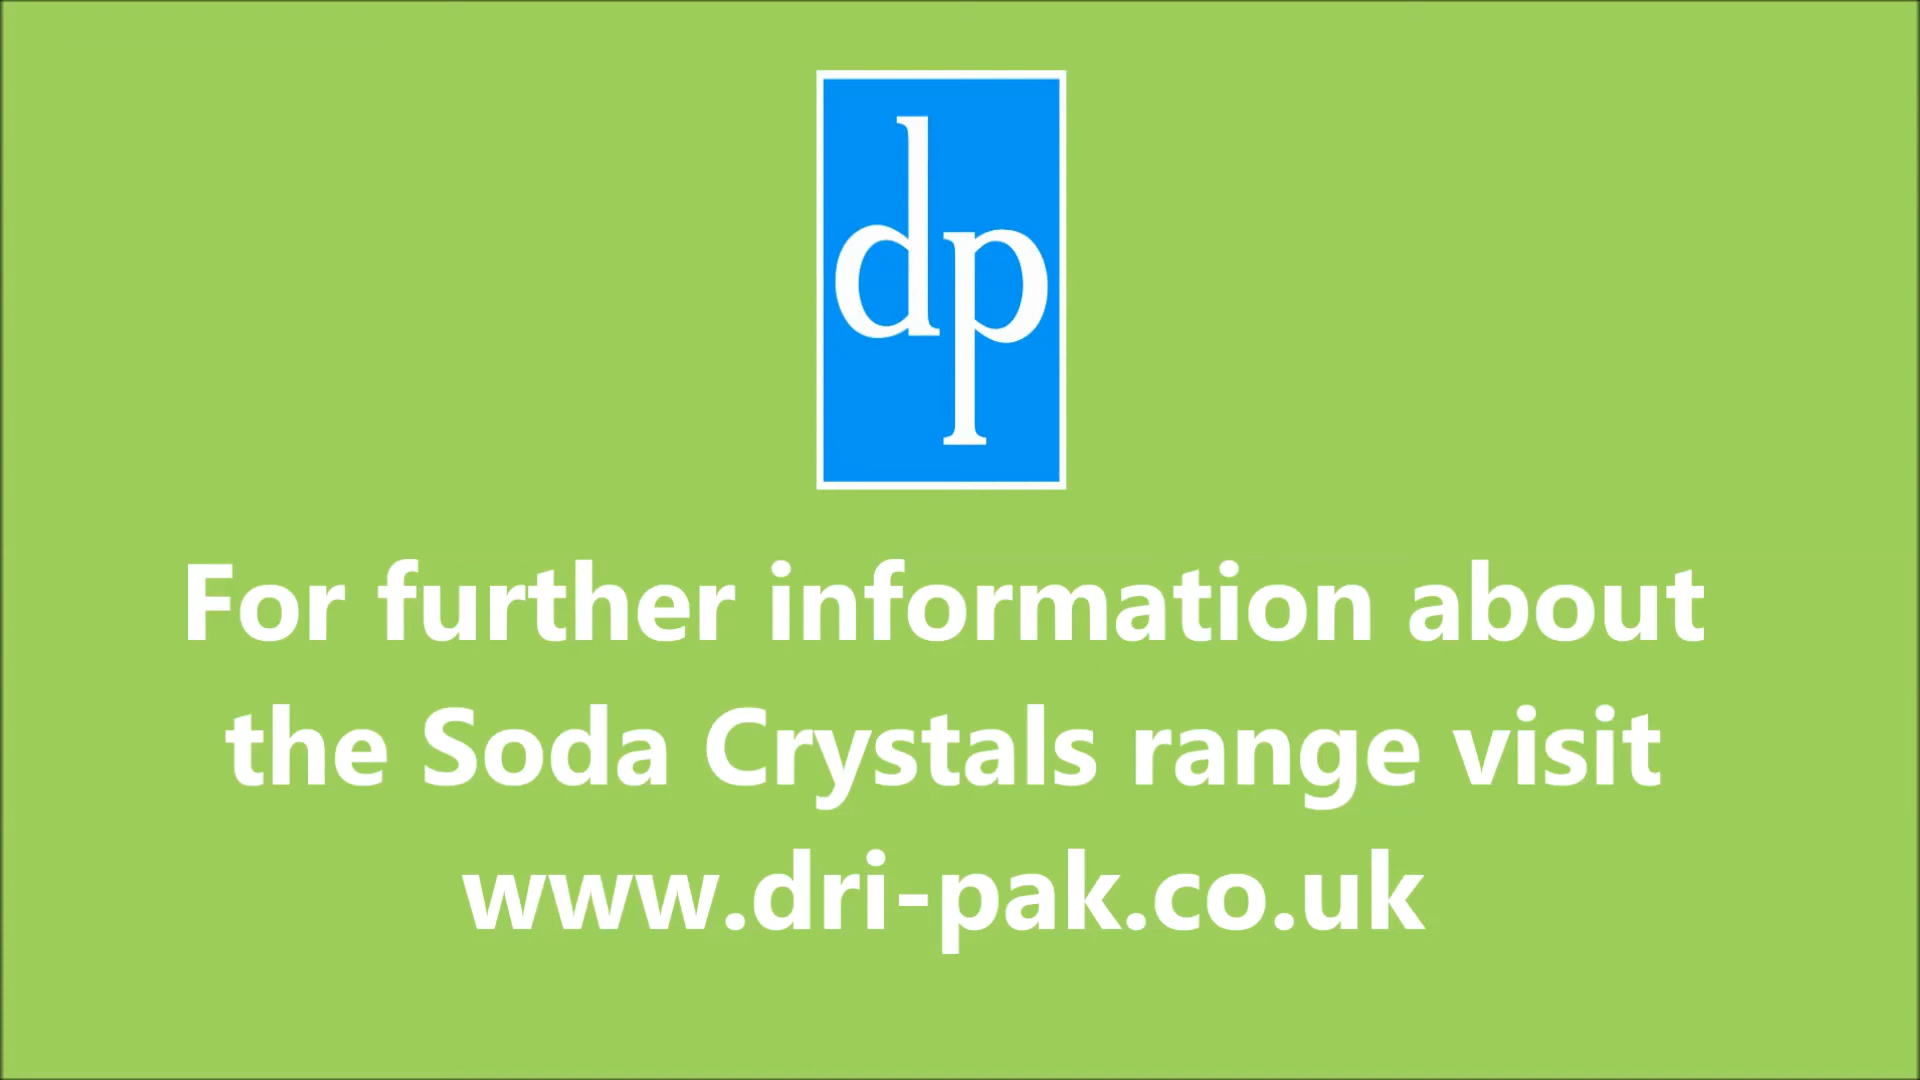 dp
For further information about
the Soda Crystals range visit
www.dri-pak.co.uk